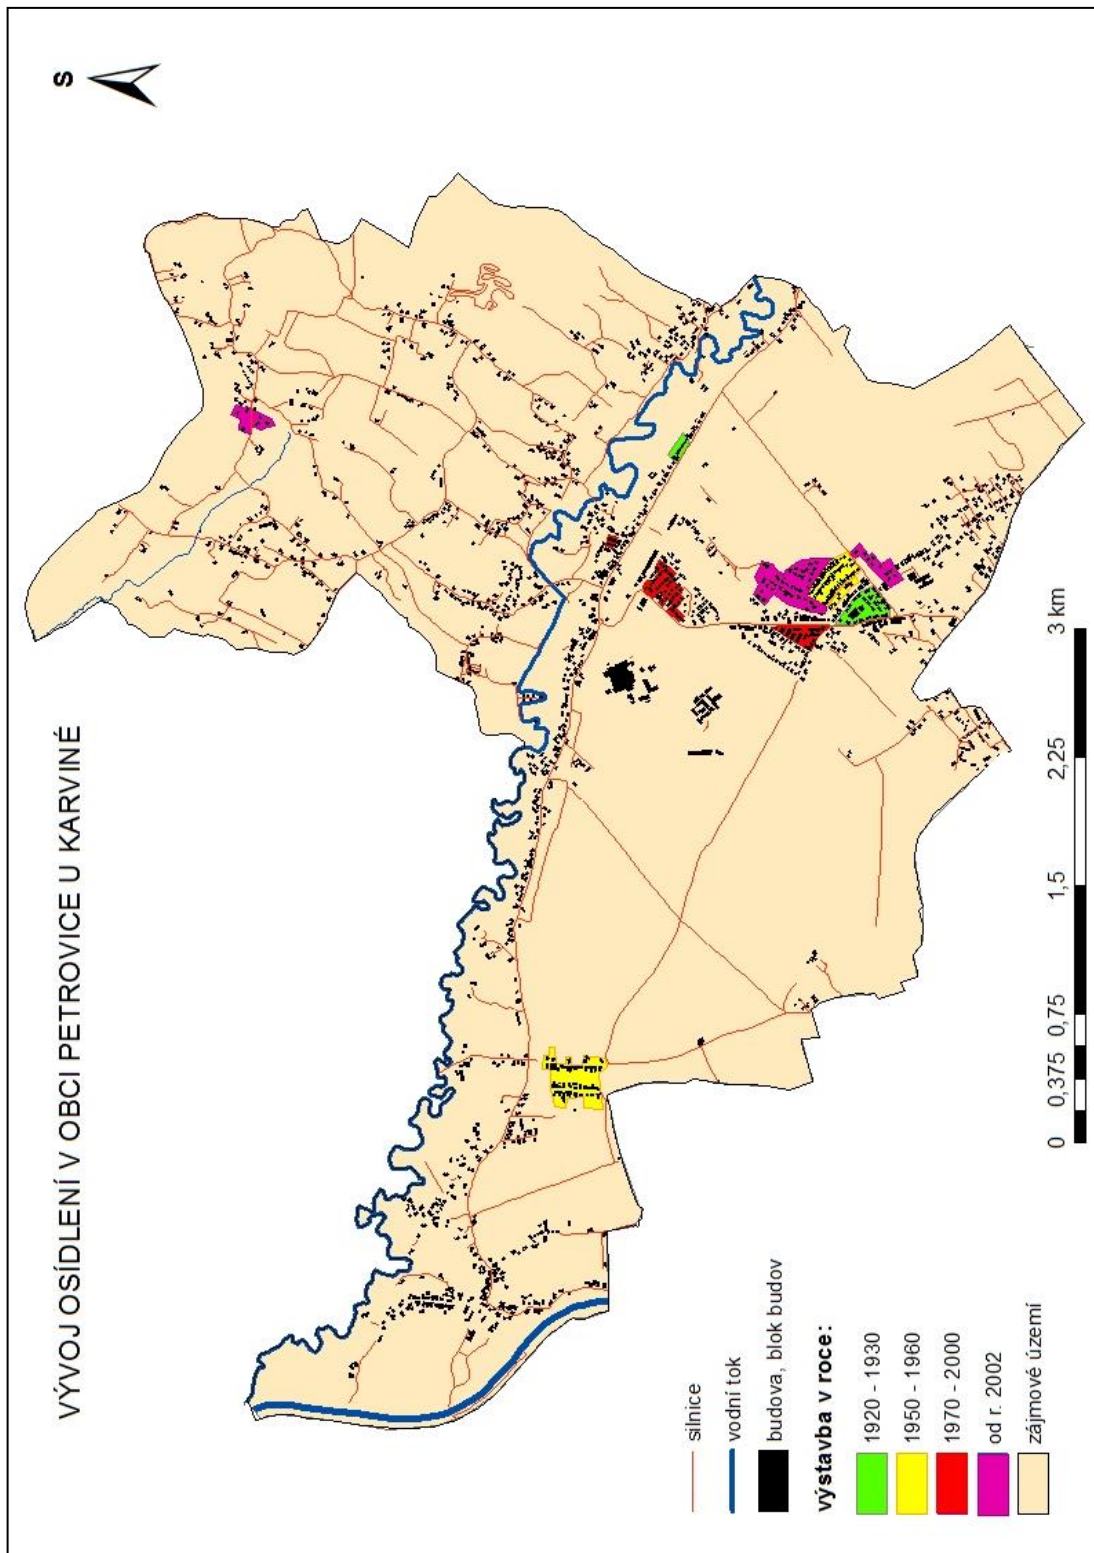 VÝVOJ OSÍDLENÍ V OBCI PETROVICE U KARVINÉ
S
silnice
vodní tok
budova, blok budov
výstavba v roce:
1920 - 1930
1950 - 1960
1970 - 2000
od r. 2002
zájmové území
0 0,375 0,75 1,5 2,25 3 km